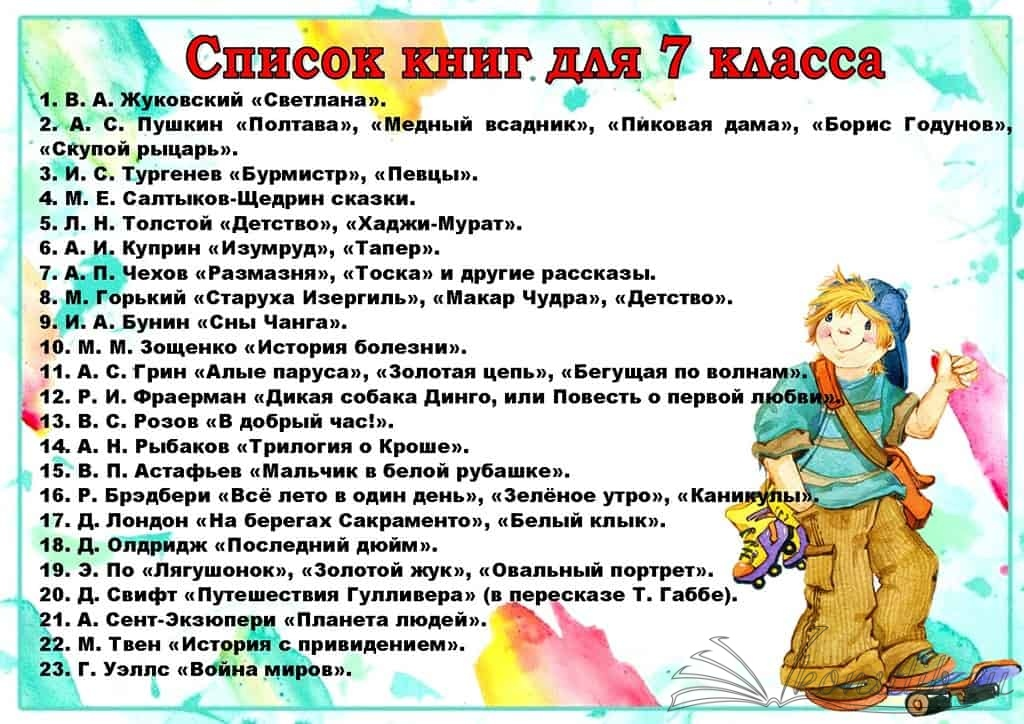 Список книг для 7 класса
1. В. А. Жуковский «Светлана».
2. А. С. Пушкин «Полтава», «Медный всадник», «Пиковая дама», «Борис Годунов»,
«Скупой рыцарь».
3. И. С. Тургенев «Бурмистр», «Певцы».
4. М. Е. Салтыков-Щедрин сказки.
5. Л. Н. Толстой «Детство», «Хаджи-Мурат».
6. А. И. Куприн «Изумруд», «Тапер».
7. А. П. Чехов «Размазня», «Тоска» и другие рассказы.
8. М. Горький «Старуха Изергиль», «Макар Чудра», «Детство».
9. И. А. Бунин «Сны Чанга».
10. М. М. Зощенко «История болезни».
11. А. С. Грин «Алые паруса», «Золотая цепь», «Бегущая по волнам».
12. Р. И. Фраерман «Дикая собака Динго, или Повесть о первой любви».
13. В. С. Розов «В добрый час!».
14. А. Н. Рыбаков «Трилогия о Кроше».
15. В. П. Астафьев «Мальчик в белой рубашке».
16. Р. Брэдбери «Всё лето в один день», «Зелёное утро», «Каникулы».
17. Д. Лондон «На берегах Сакраменто», «Белый клык».
18. Д. Олдридж «Последний дюйм».
19. Э. По «Лягушонок», «Золотой жук», «Овальный портрет».
20. Д. Свифт «Путешествия Гулливера» (в пересказе Т. Габбе).
21. А. Сент-Экзюпери «Планета людей».
22. М. Твен «История с привидением».
23. Г. Уэллс «Война миров».